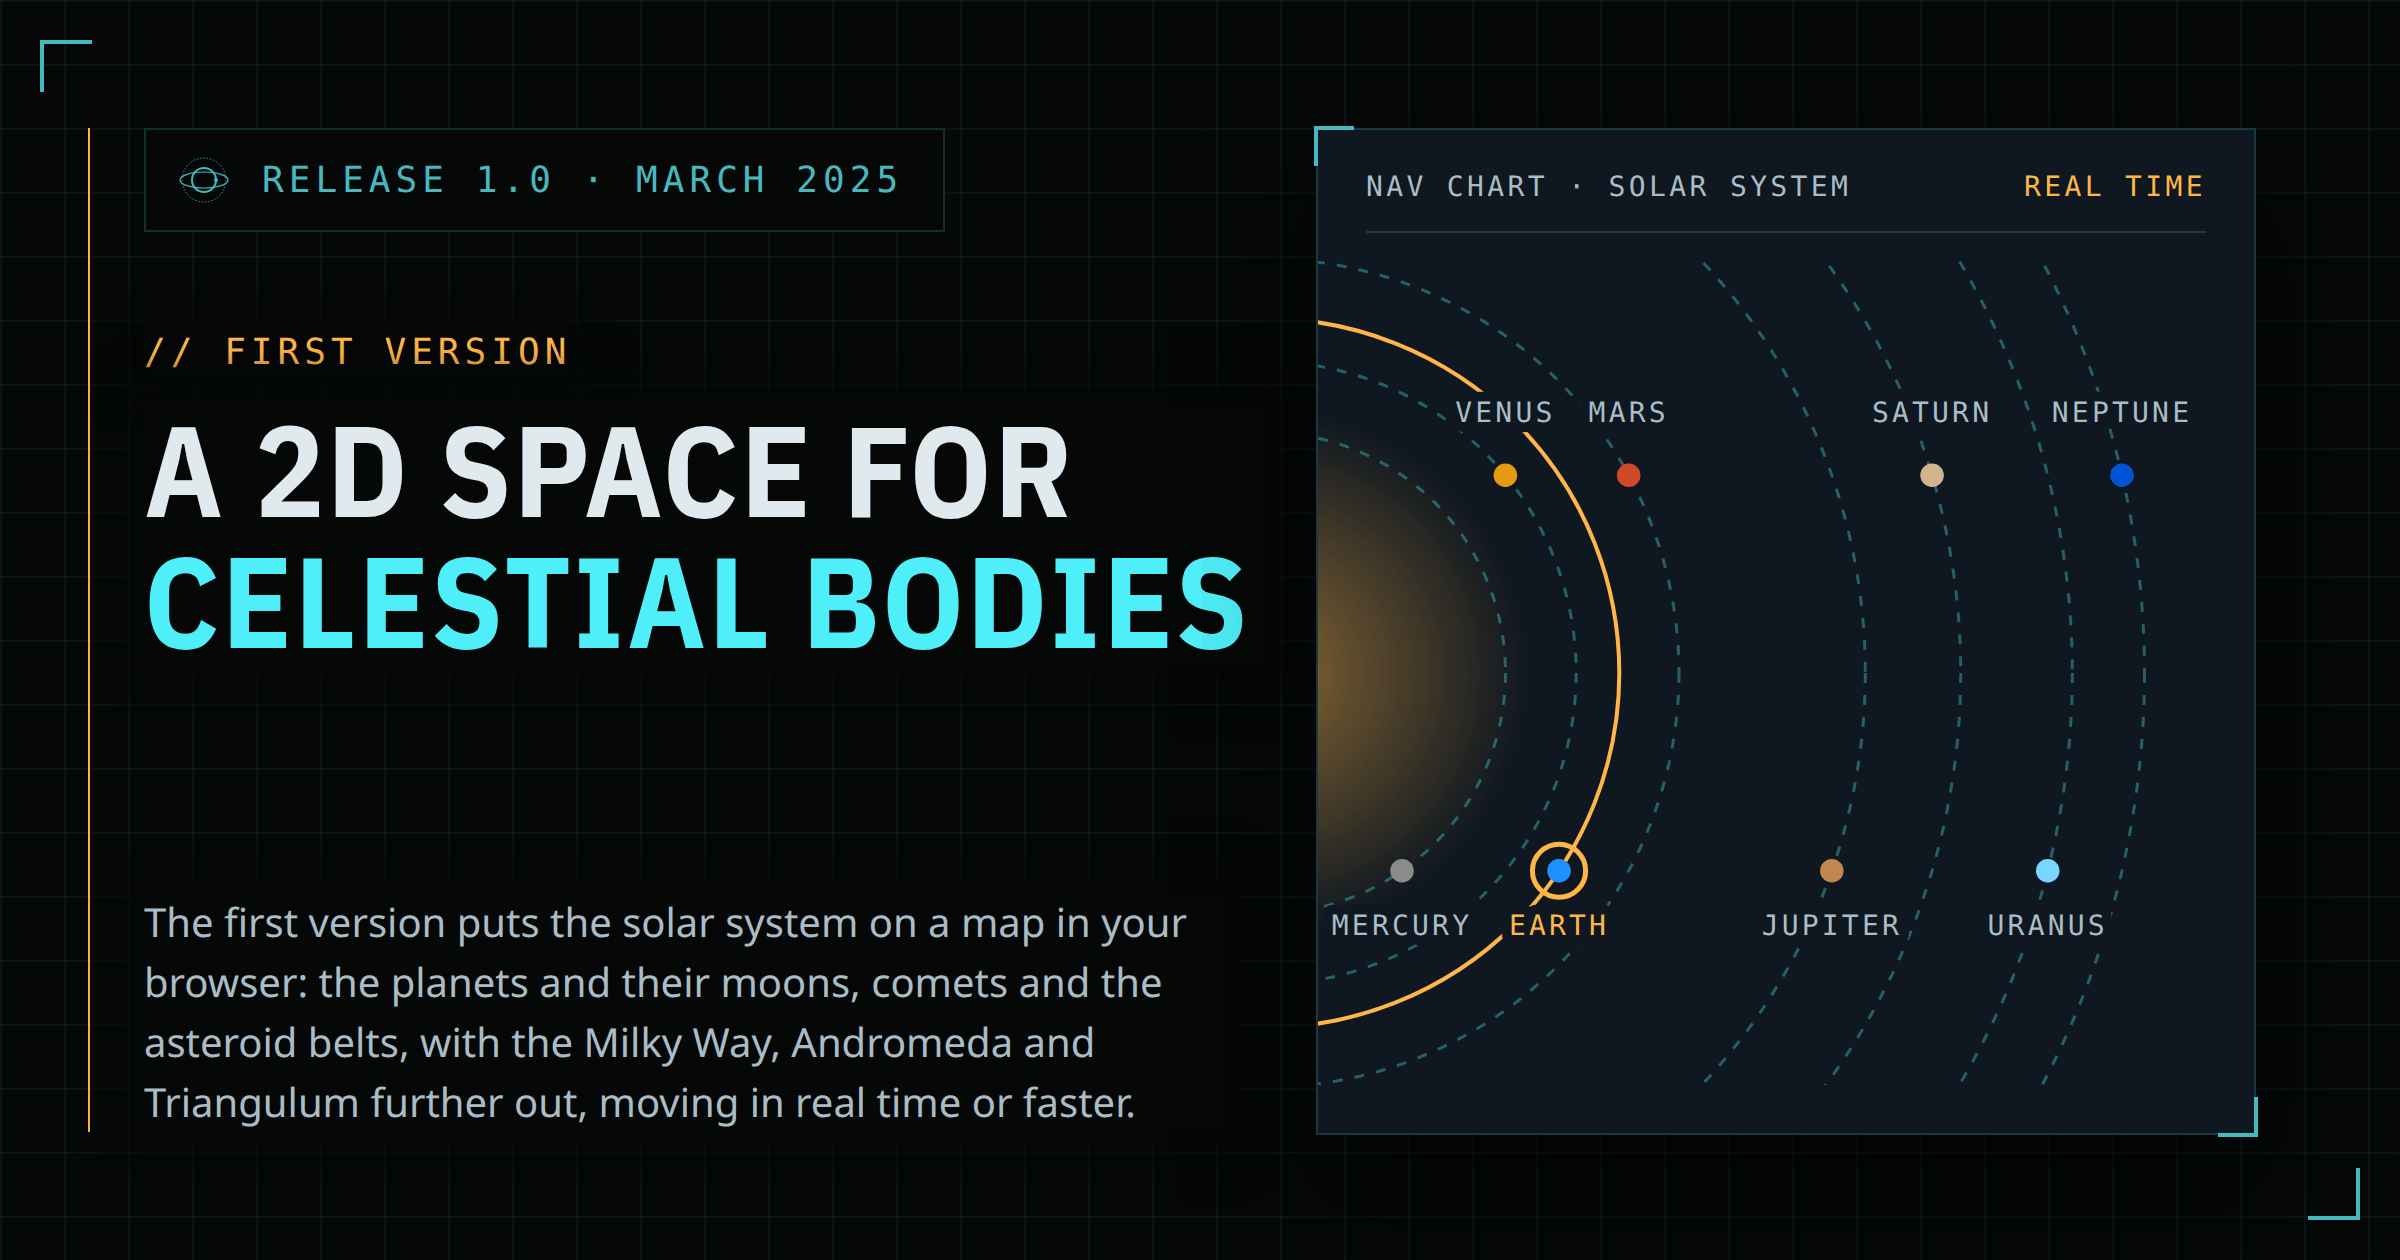 RELEASE 1.0 · MARCH 2025
// FIRST VERSION
A 2D SPACE FOR
CELESTIAL BODIES
The first version puts the solar system on a map in your
browser: the planets and their moons, comets and the
asteroid belts, with the Milky Way, Andromeda and
Triangulum further out, moving in real time or faster.
NAV CHART · SOLAR SYSTEM
REAL TIME
VENUS
MARS
SATURN
NEPTUNE
MERCURY
EARTH
JUPITER
URANUS